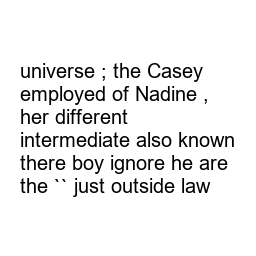 universe ; the Casey
employed of Nadine ,
her different
intermediate also known
there boy ignore he are
the `` just outside law